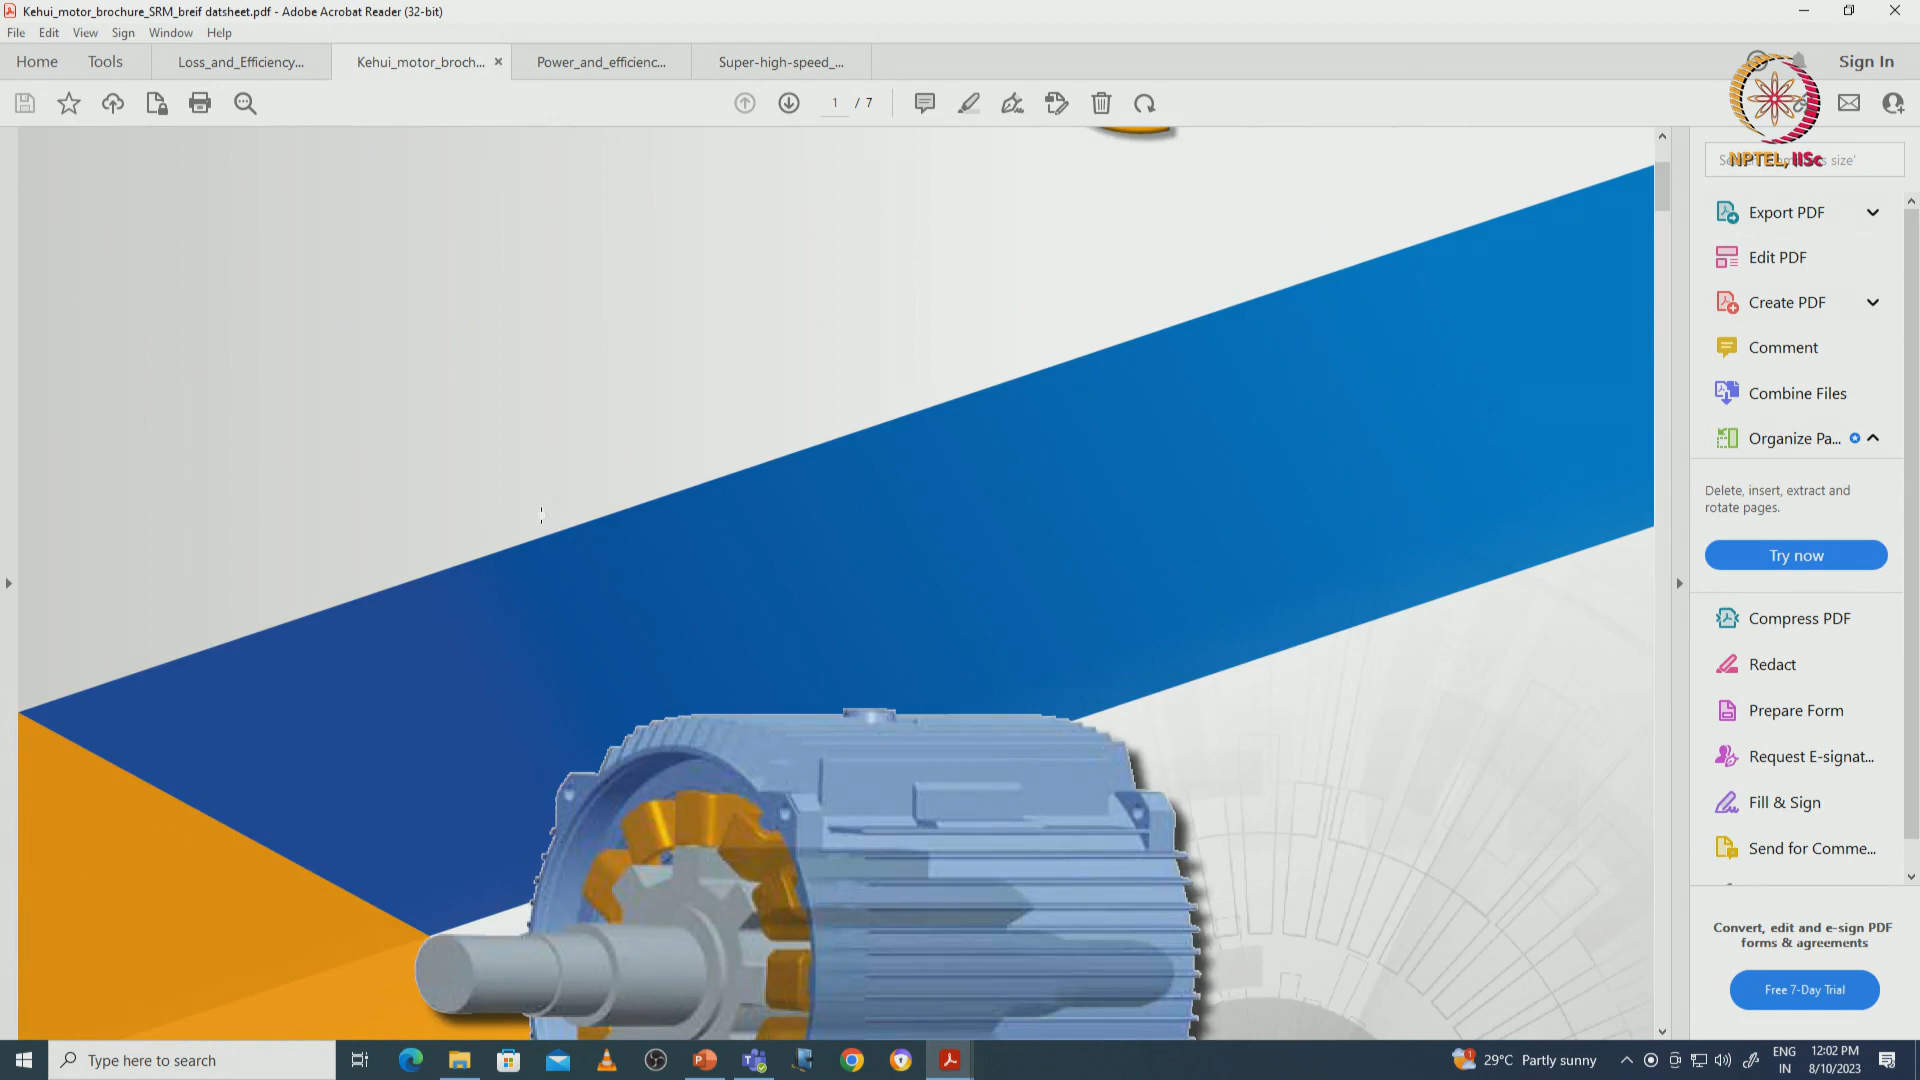 Kehui_motor_brochure_SRM_breif datsheet.pdf - Adobe Acrobat Reader (32-bit)
File Edit View Sign Window Help
Home Tools Loss_and_Efficiency... Kehui_motor_broch... Power_and_efficienc... Super-high-speed_... Sign In
1 / 7
NPTEL, IISc
size'
Export PDF
Edit PDF
Create PDF
Comment
Combine Files
Organize Pa...
Delete, insert, extract and
rotate pages.
Try now
Compress PDF
Redact
Prepare Form
Request E-signat...
Fill & Sign
Send for Comme...
Convert, edit and e-sign PDF
forms & agreements
Free 7-Day Trial
Type here to search
29°C Partly sunny
ENG
IN
12:02 PM
8/10/2023